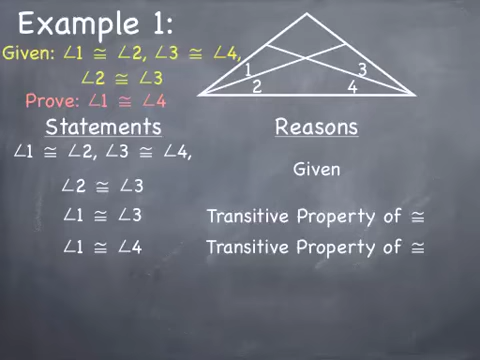 Example 1:
Given: ∠1 ≅ ∠2, ∠3 ≅ ∠4,
∠2 ≅ ∠3
Prove: ∠1 ≅ ∠4
1
2
3
4
Statements
Reasons
∠1 ≅ ∠2, ∠3 ≅ ∠4,
∠2 ≅ ∠3
Given
∠1 ≅ ∠3
Transitive Property of ≅
∠1 ≅ ∠4
Transitive Property of ≅